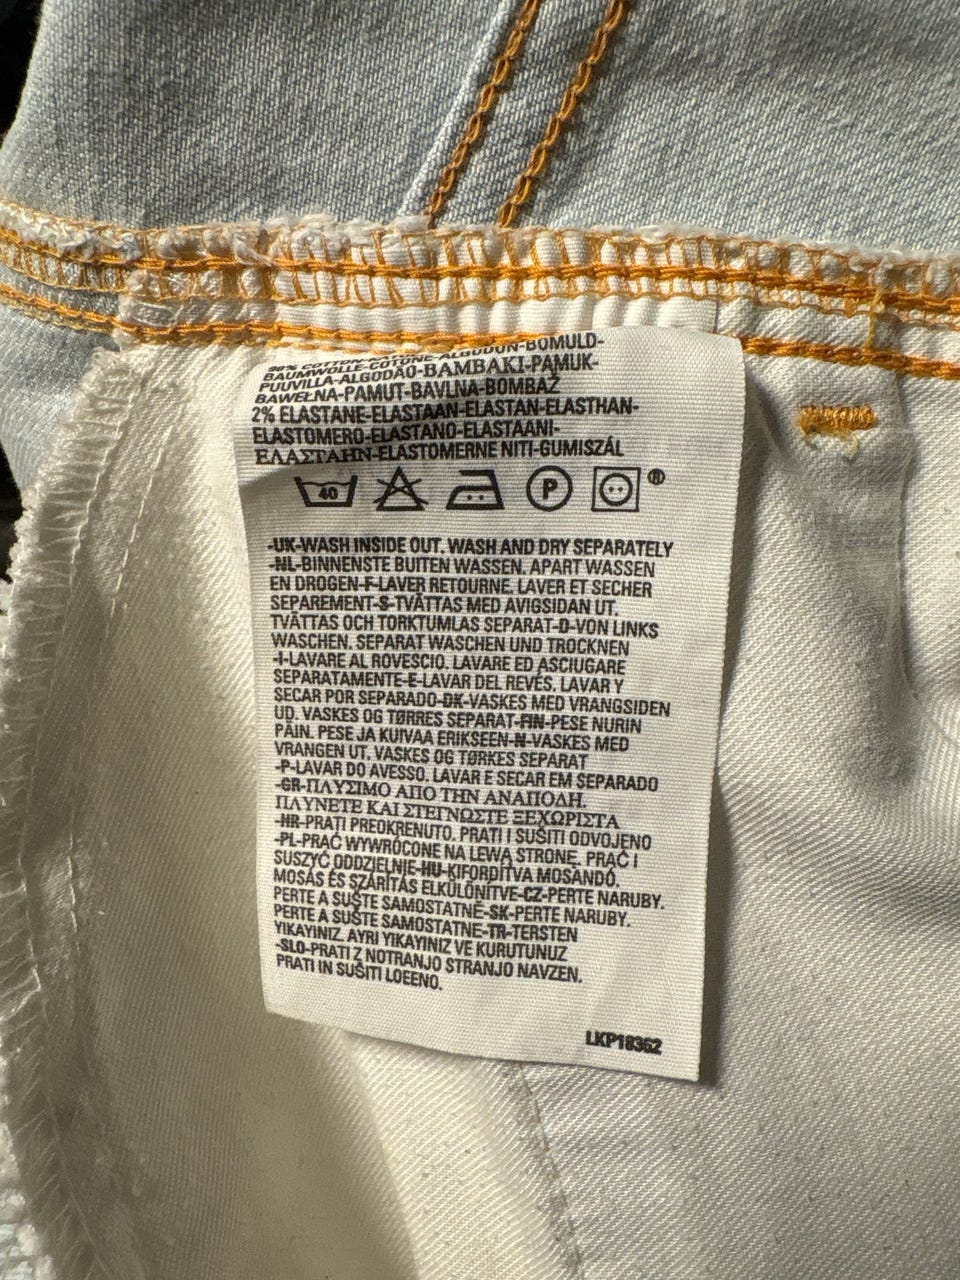 98% COTTON-KAT
BAUMWOLLE-COTONE-ALGODON-BOMULD-
PUUVILLA-ALGODÃO-BAMBAKI-PAMUK-
BAWEŁNA-PAMUT-BAVLNA-BOMBAŽ
2% ELASTANE-ELASTAAN-ELASTAN-ELASTHAN-
ELASTOMERO-ELASTANO-ELASTAANI-
ΕΛΑΣΤΑΗΝ-ELASTOMERNE NITI-GUMISZÁL
40 P ®
-UK-WASH INSIDE OUT. WASH AND DRY SEPARATELY
-NL-BINNENSTE BUITEN WASSEN. APART WASSEN
EN DROGEN-F-LAVER RETOURNE. LAVER ET SECHER
SEPAREMENT-S-TVÄTTAS MED AVIGSIDAN UT.
TVÄTTAS OCH TORKTUMLAS SEPARAT-D-VON LINKS
WASCHEN. SEPARAT WASCHEN UND TROCKNEN
-I-LAVARE AL ROVESCIO. LAVARE ED ASCIUGARE
SEPARATAMENTE-E-LAVAR DEL REVÉS. LAVAR Y
SECAR POR SEPARADO-DK-VASKES MED VRANGSIDEN
UD. VASKES OG TØRRES SEPARAT-FIN-PESE NURIN
PÄIN. PESE JA KUIVAA ERIKSEEN-N-VASKES MED
VRANGEN UT. VASKES OG TØRKES SEPARAT
-P-LAVAR DO AVESSO. LAVAR E SECAR EM SEPARADO
-GR-ΠΛΥΣΙΜΟ ΑΠΟ ΤΗΝ ΑΝΑΠΟΔΗ.
ΠΛΥΝΕΤΕ ΚΑΙ ΣΤΕΓΝΩΣΤΕ ΞΕΧΩΡΙΣΤΑ
-HR-PRATI PREOKRENUTO. PRATI I SUŠITI ODVOJENO
-PL-PRAĆ WYWRÓCONE NA LEWĄ STRONĘ. PRAĆ I
SUSZYĆ ODDZIELNIE-HU-KIFORDÍTVA MOSANDÓ.
MOSÁS ÉS SZÁRÍTÁS ELKÜLÖNÍTVE-CZ-PERTE NARUBY.
PERTE A SUŠTE SAMOSTATNĚ-SK-PERTE NARUBY.
PERTE A SUŠTE SAMOSTATNE-TR-TERSTEN
YIKAYINIZ. AYRI YIKAYINIZ VE KURUTUNUZ
-SLO-PRATI Z NOTRANJO STRANJO NAVZEN.
PRATI IN SUŠITI LOEENO.
LKP18362